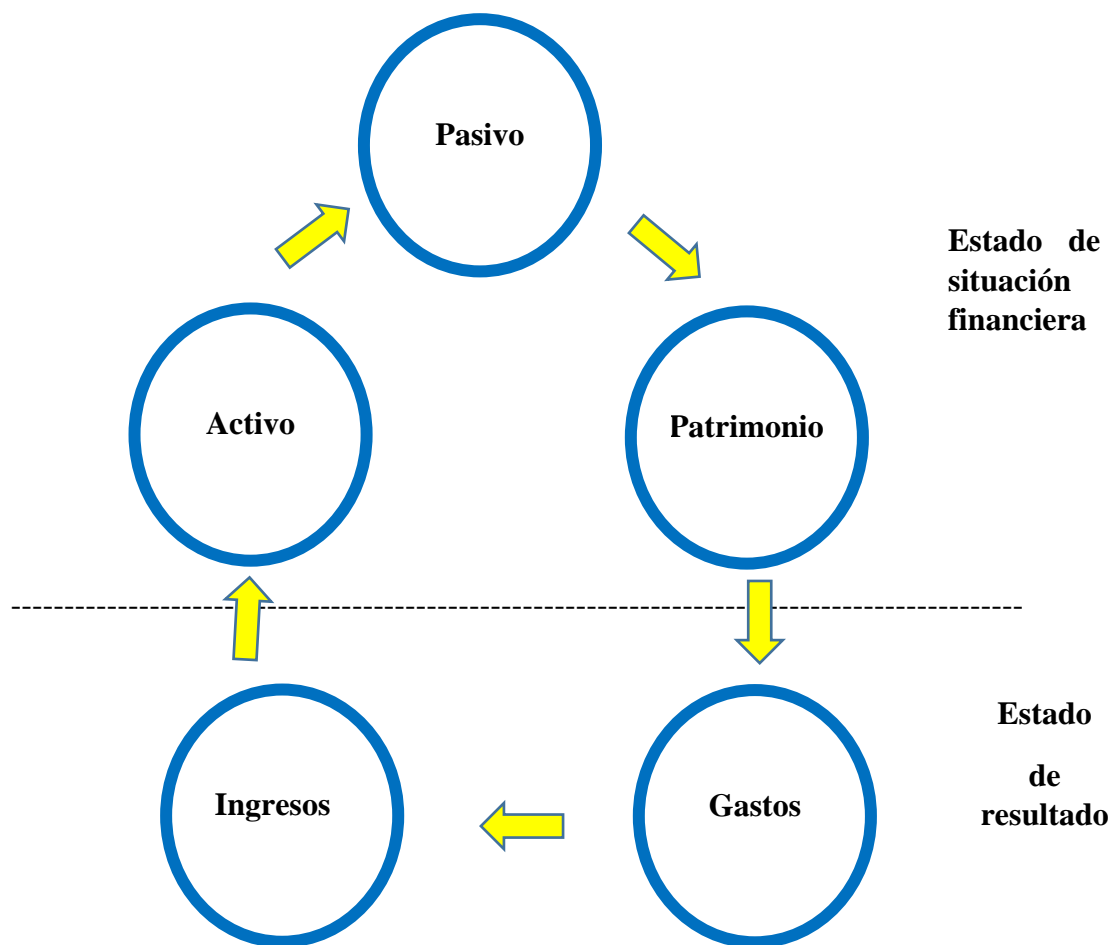 Pasivo
Estado de
situación
financiera
Activo
Patrimonio
Estado
de
resultado
Ingresos
Gastos